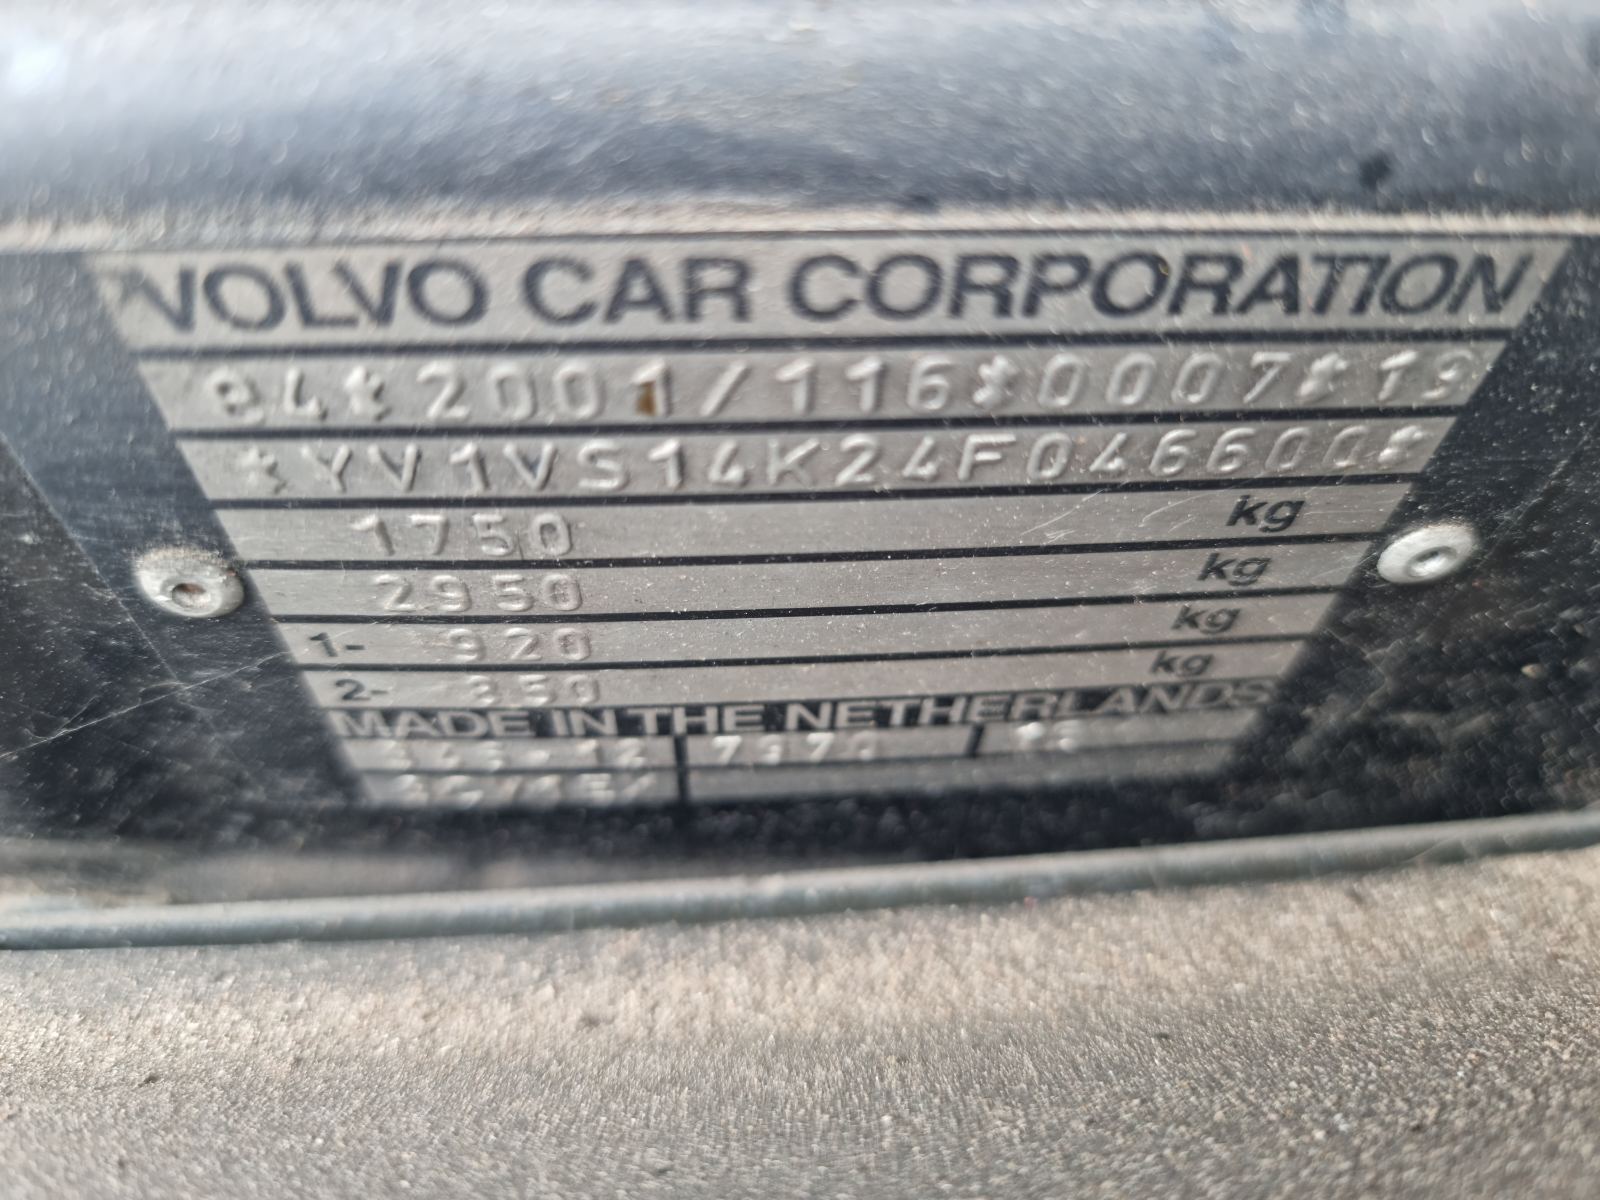 VOLVO CAR CORPORATION
e4*2001/116*0007*19
*YV1VS14K24F046600*
1750 kg
2950 kg
1- 920 kg
2- 850 kg
MADE IN THE NETHERLANDS